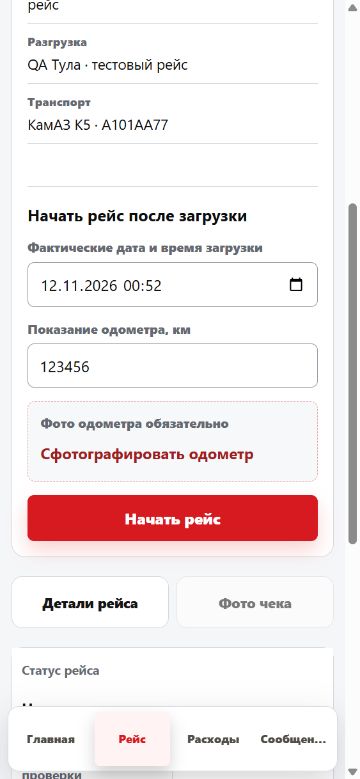 рейс
Разгрузка
QA Тула · тестовый рейс
Транспорт
КамАЗ К5 · А101АА77
Начать рейс после загрузки
Фактические дата и время загрузки
12.11.2026 00:52
Показание одометра, км
123456
Фото одометра обязательно
Сфотографировать одометр
Начать рейс
Детали рейса
Фото чека
Статус рейса
Главная
Рейс
Расходы
Сообщен...
проверки